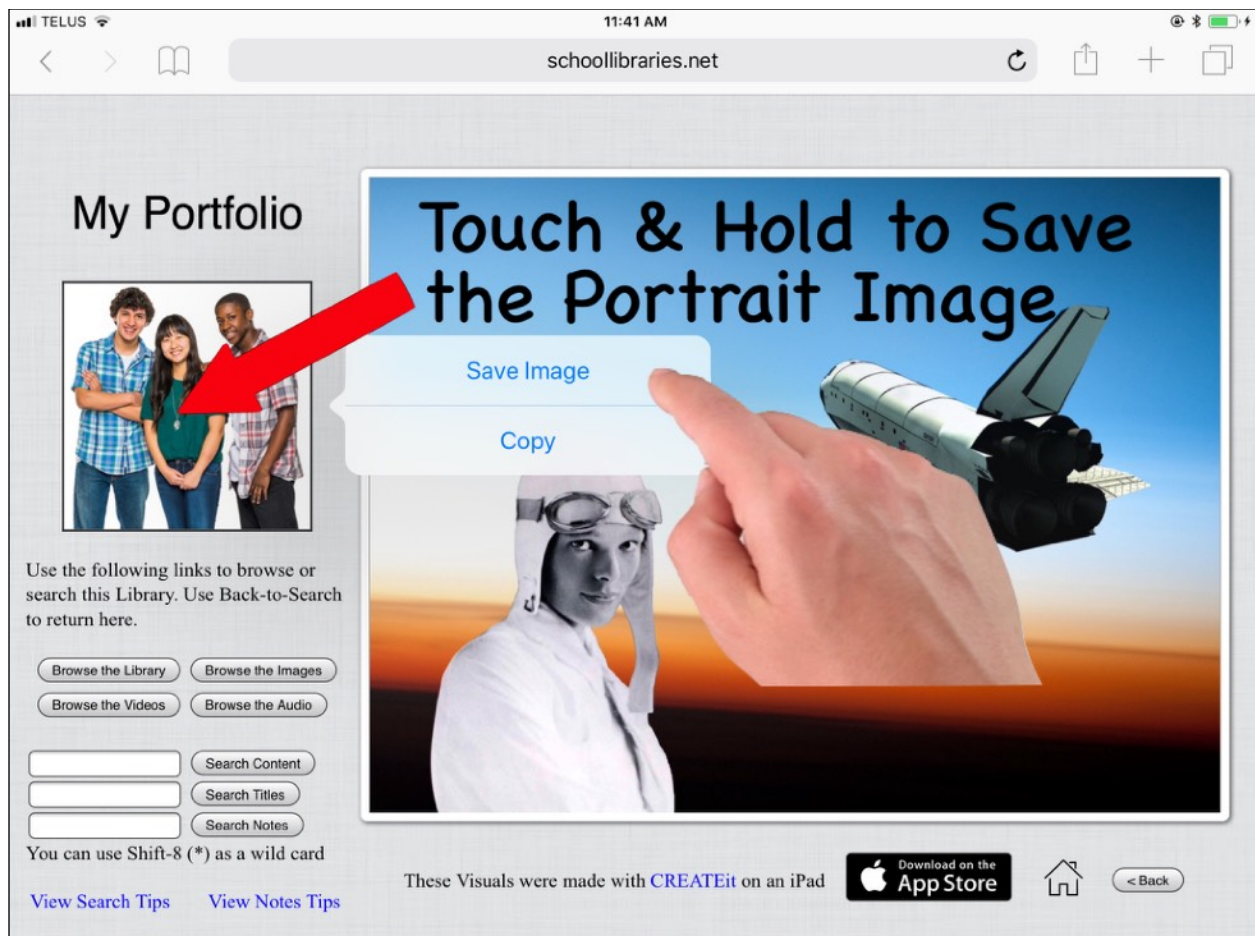 TELUS
11:41 AM
schoollibraries.net
My Portfolio
Touch & Hold to Save
the Portrait Image
Save Image
Copy
Use the following links to browse or
search this Library. Use Back-to-Search
to return here.
Browse the Library
Browse the Images
Browse the Videos
Browse the Audio
Search Content
Search Titles
Search Notes
You can use Shift-8 (*) as a wild card
View Search Tips
View Notes Tips
These Visuals were made with CREATEit on an iPad
Download on the
App Store
< Back